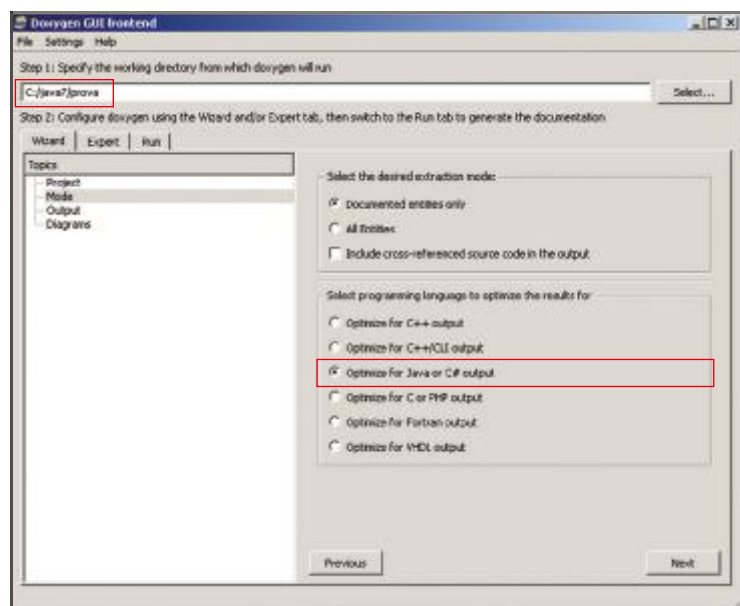 Doxygen GUI frontend
File Settings Help
Step 1: Specify the working directory from which doxygen will run
C:/java7/prova
Select...
Step 2: Configure doxygen using the Wizard and/or Expert tab, then switch to the Run tab to generate the documentation
Wizard Expert Run
Topics
Project
Mode
Output
Diagrams
Select the desired extraction mode:
Documented entities only
All Entities
Include cross-referenced source code in the output
Select programming language to optimize the results for
Optimize for C++ output
Optimize for C++/CLI output
Optimize for Java or C# output
Optimize for C or PHP output
Optimize for Fortran output
Optimize for VHDL output
Previous
Next